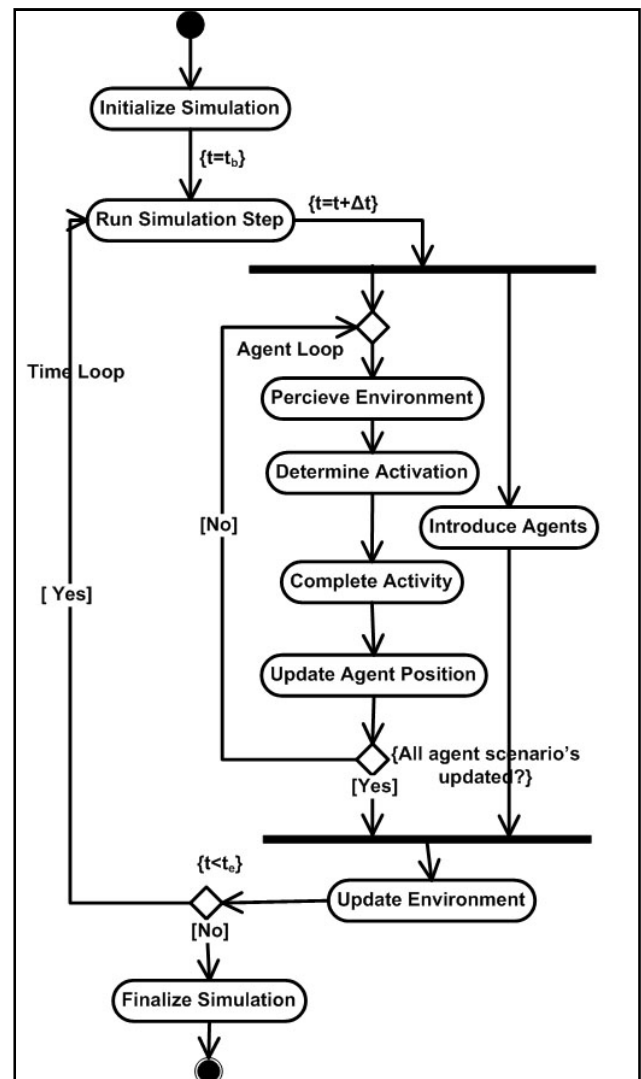 Initialize Simulation
{t=t_b}
Run Simulation Step
{t=t+Δt}
Agent Loop
Time Loop
Percieve Environment
Determine Activation
[No]
Introduce Agents
Complete Activity
[ Yes]
Update Agent Position
{All agent scenario's
updated?}
[Yes]
{t<t_e}
Update Environment
[No]
Finalize Simulation